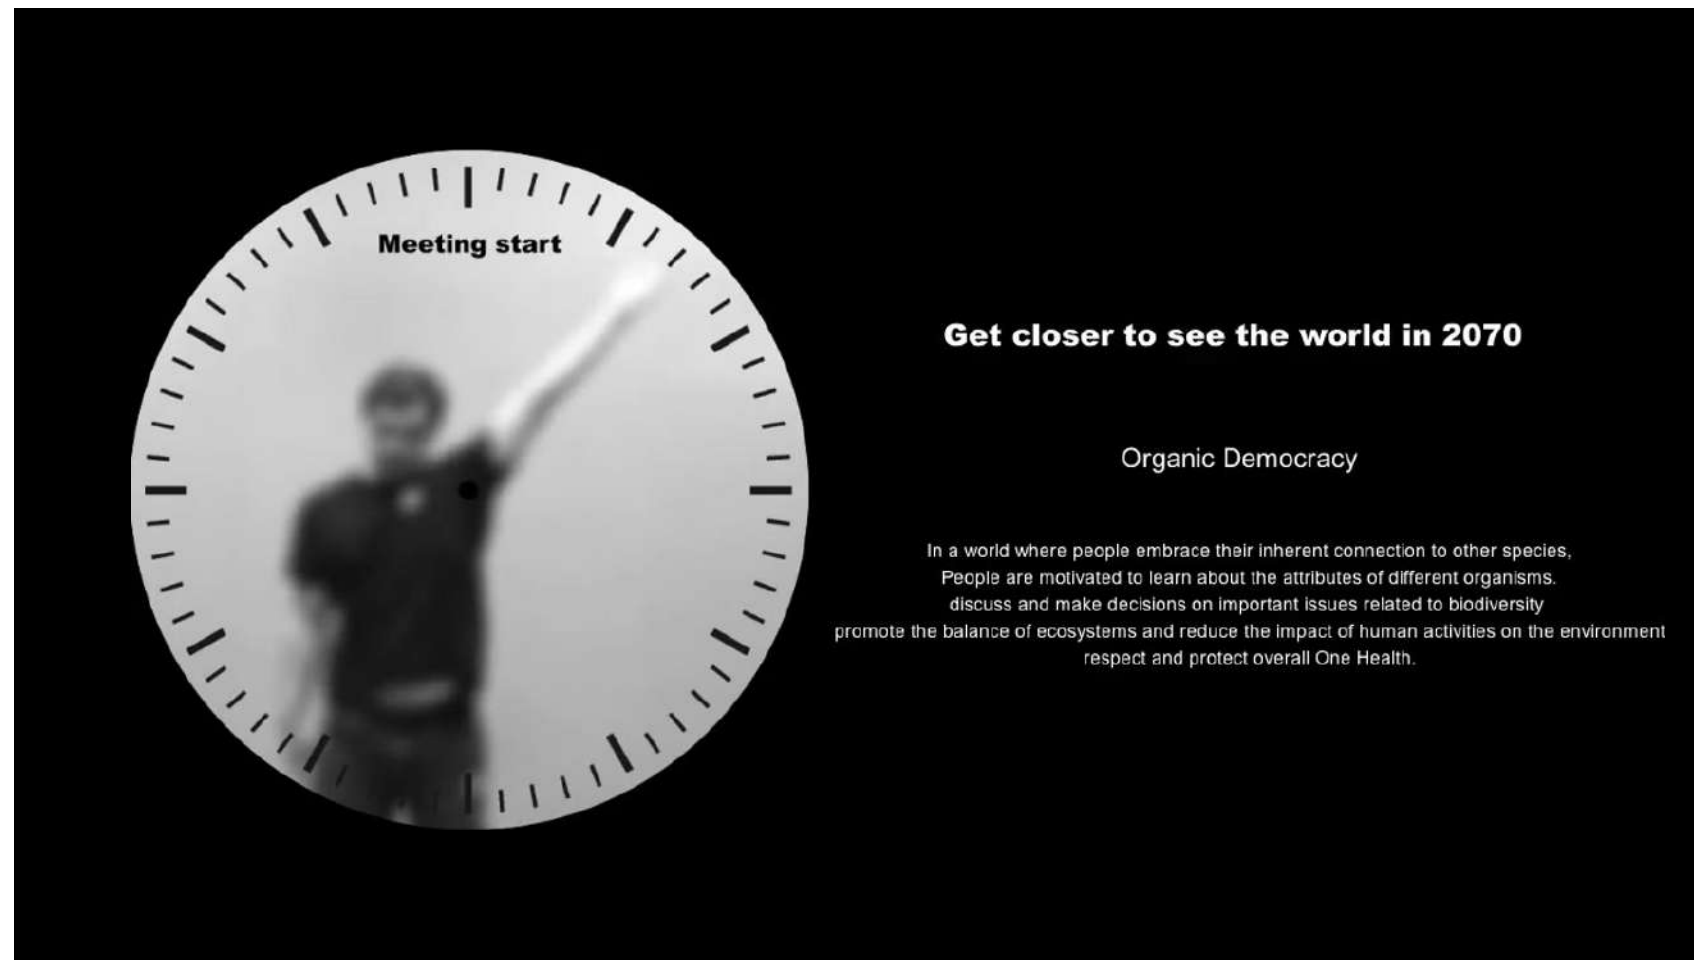 Meeting start
Get closer to see the world in 2070
Organic Democracy
In a world where people embrace their inherent connection to other species,
People are motivated to learn about the attributes of different organisms.
discuss and make decisions on important issues related to biodiversity
promote the balance of ecosystems and reduce the impact of human activities on the environment
respect and protect overall One Health.